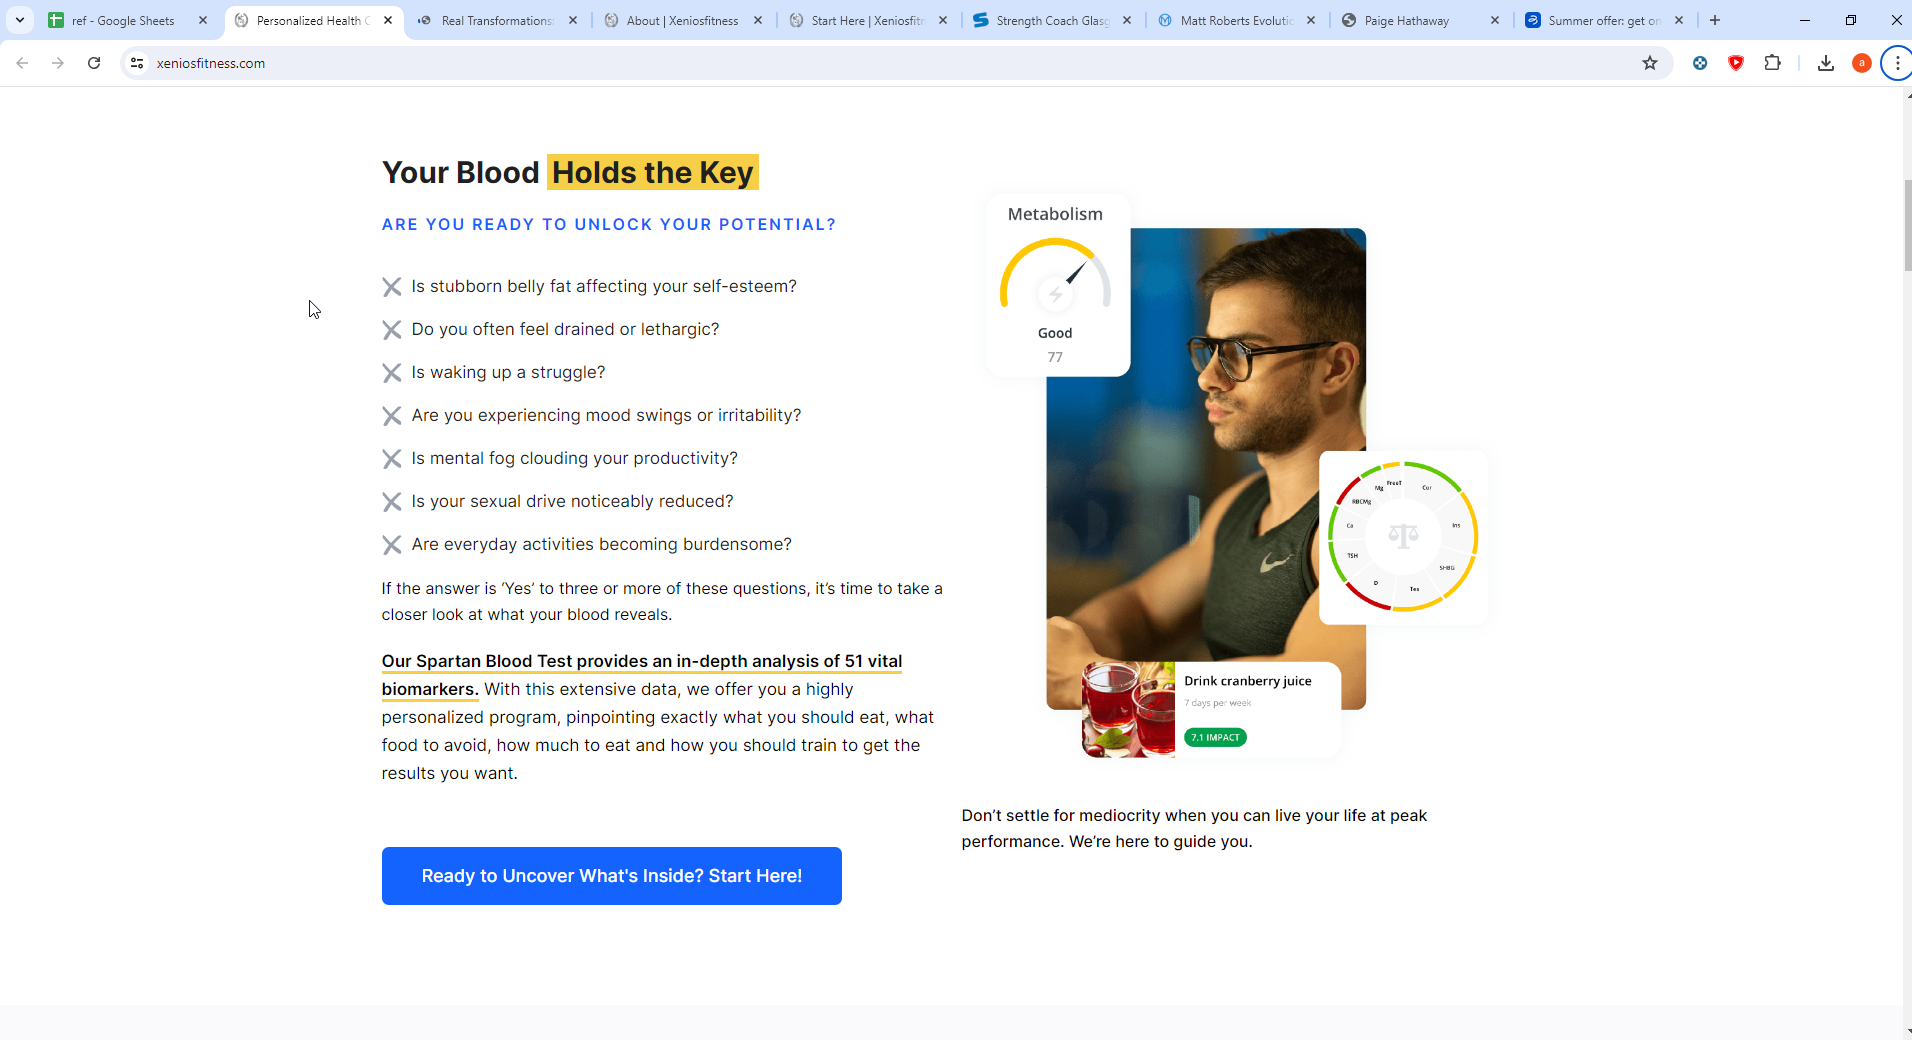 ref - Google Sheets
Personalized Health C
Real Transformations:
About | Xeniosfitness
Start Here | Xeniosfitn
Strength Coach Glasg
Matt Roberts Evolutio
Paige Hathaway
Summer offer: get on
xeniosfitness.com
a
Your Blood Holds the Key
ARE YOU READY TO UNLOCK YOUR POTENTIAL?
Is stubborn belly fat affecting your self-esteem?
Do you often feel drained or lethargic?
Is waking up a struggle?
Are you experiencing mood swings or irritability?
Is mental fog clouding your productivity?
Is your sexual drive noticeably reduced?
Are everyday activities becoming burdensome?
If the answer is ‘Yes’ to three or more of these questions, it’s time to take a
closer look at what your blood reveals.
Our Spartan Blood Test provides an in-depth analysis of 51 vital
biomarkers. With this extensive data, we offer you a highly
personalized program, pinpointing exactly what you should eat, what
food to avoid, how much to eat and how you should train to get the
results you want.
Ready to Uncover What's Inside? Start Here!
Metabolism
Good
77
FreeT
Cor
Ins
SHBG
Tes
D
TSH
Ca
RBCMg
Mg
Drink cranberry juice
7 days per week
7.1 IMPACT
Don’t settle for mediocrity when you can live your life at peak
performance. We’re here to guide you.